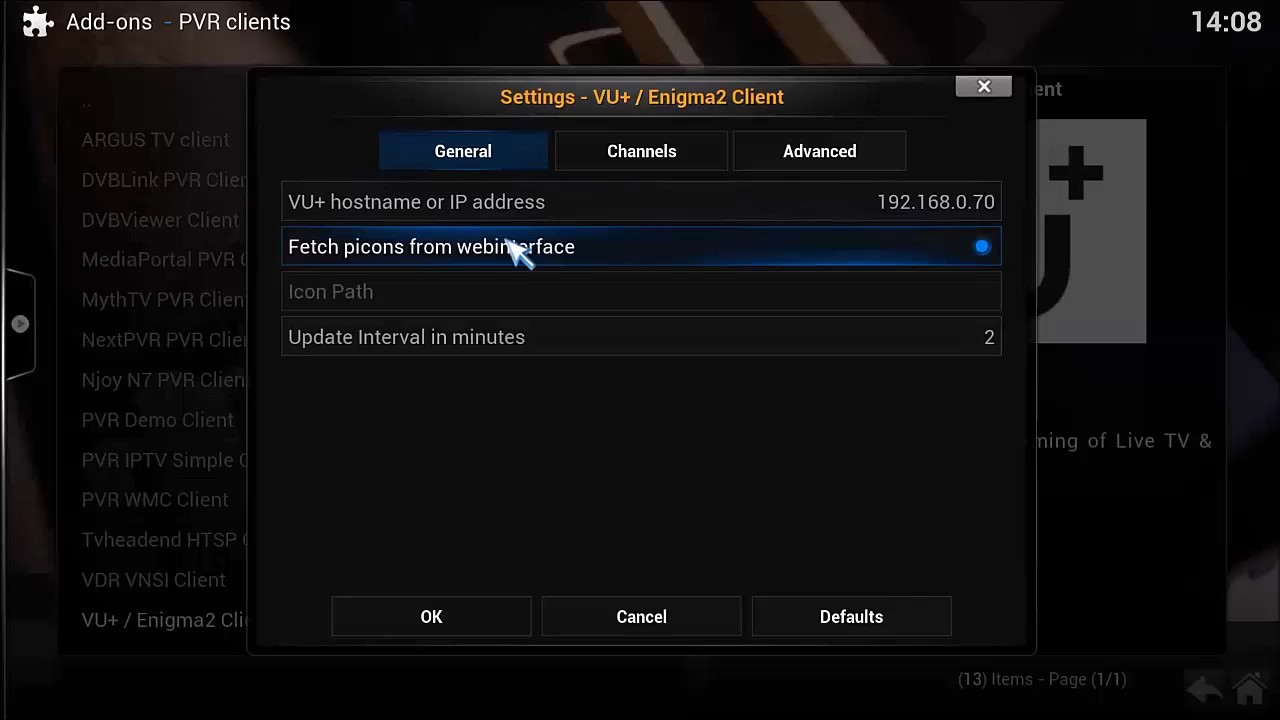 Add-ons - PVR clients
14:08
Settings - VU+ / Enigma2 Client
ent
General
Channels
Advanced
..
ARGUS TV client
DVBLink PVR Clie
DVBViewer Client
MediaPortal PVR C
MythTV PVR Clien
NextPVR PVR Clie
Njoy N7 PVR Clien
PVR Demo Client
PVR IPTV Simple C
PVR WMC Client
Tvheadend HTSP C
VDR VNSI Client
VU+ / Enigma2 Clie
VU+ hostname or IP address
192.168.0.70
Fetch picons from webinterface
Icon Path
Update Interval in minutes
2
+
ming of Live TV &
OK
Cancel
Defaults
(13) Items - Page (1/1)